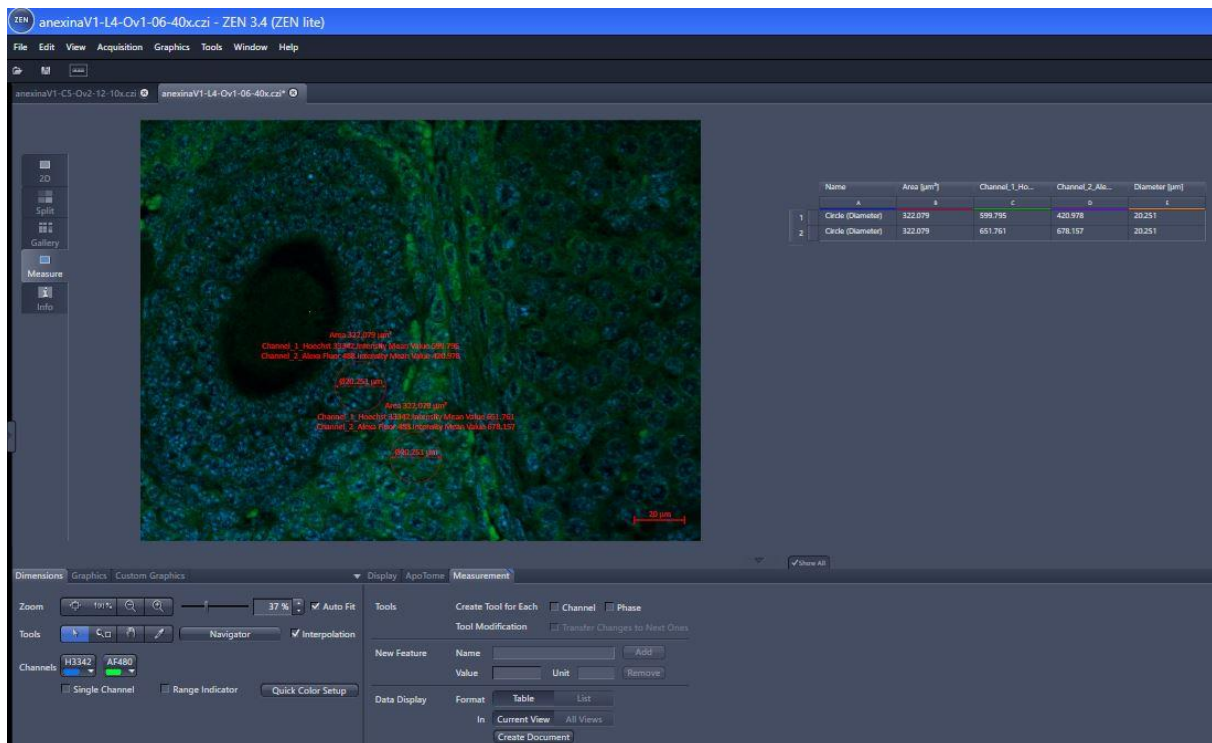 ZEN anexinaV1-L4-Ov1-06-40x.czi - ZEN 3.4 (ZEN lite)
File Edit View Acquisition Graphics Tools Window Help
anexinaV1-C5-Ov2-12-10x.czi anexinaV1-L4-Ov1-06-40x.czi*
2D
Split
Gallery
Measure
Info
Area 322.079 µm²
Channel_1_Hoechst 33342.Intensity Mean Value 599.795
Channel_2_Alexa Fluor 488.Intensity Mean Value 420.978
Ø20.251 µm
Area 322.079 µm²
Channel_1_Hoechst 33342.Intensity Mean Value 651.761
Channel_2_Alexa Fluor 488.Intensity Mean Value 678.157
Ø20.251 µm
20 µm
Name Area [µm²] Channel_1_Ho... Channel_2_Ale... Diameter [µm]
A B C D E
1 Circle (Diameter) 322.079 599.795 420.978 20.251
2 Circle (Diameter) 322.079 651.761 678.157 20.251
Show All
Dimensions Graphics Custom Graphics
Zoom 37 % Auto Fit
Tools Navigator Interpolation
Channels H3342 AF480
Single Channel Range Indicator Quick Color Setup
Display ApoTome Measurement
Tools Create Tool for Each Channel Phase
Tool Modification Transfer Changes to Next Ones
New Feature Name Add
Value Unit Remove
Data Display Format Table List
In Current View All Views
Create Document